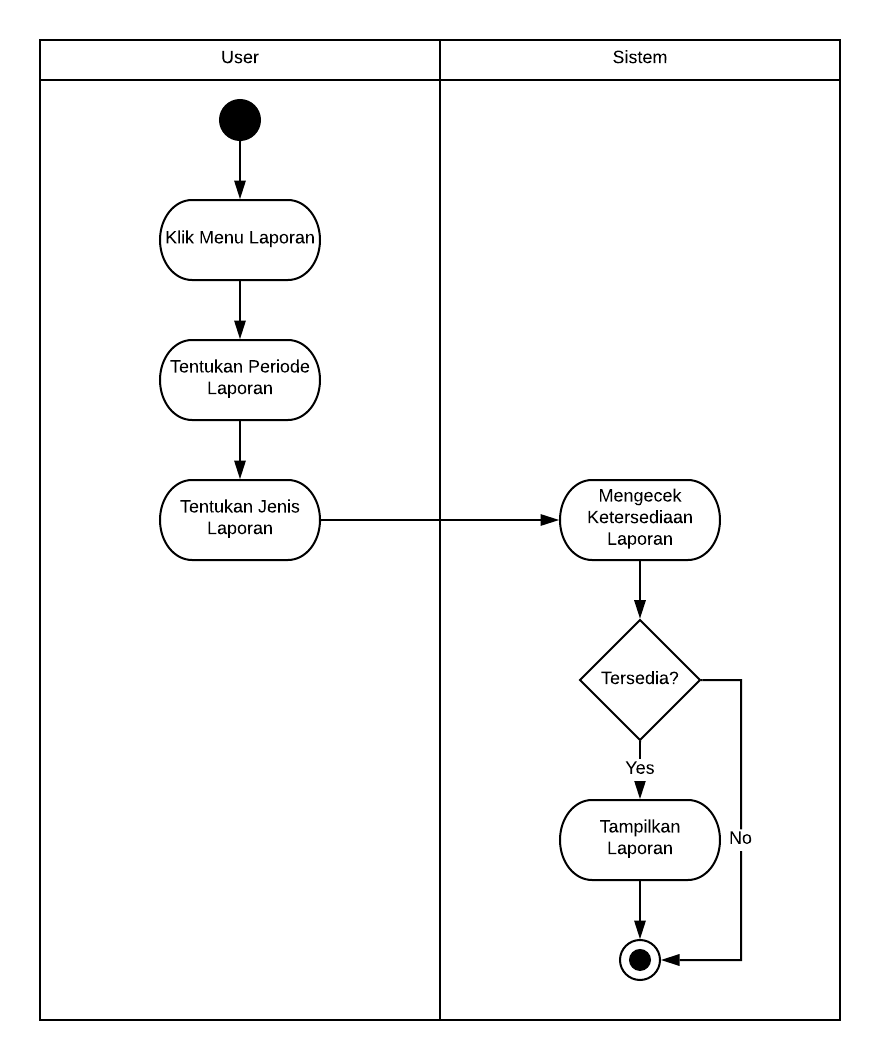 User
Sistem
Klik Menu Laporan
Tentukan Periode
Laporan
Tentukan Jenis
Laporan
Mengecek
Ketersediaan
Laporan
Tersedia?
Yes
Tampilkan
Laporan
No